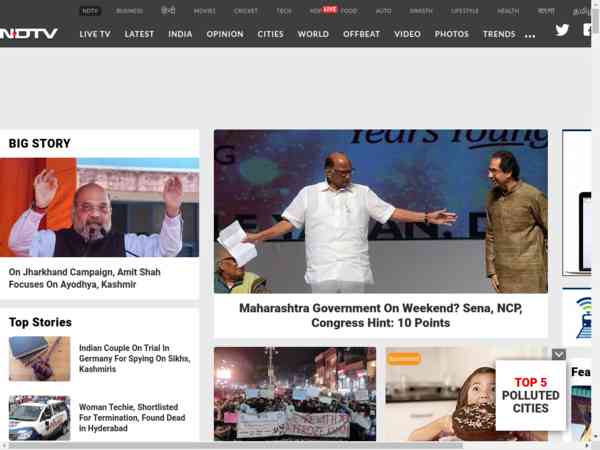 NDTV BUSINESS हिन्दी MOVIES CRICKET TECH HOP LIVE FOOD AUTO SWASTH LIFESTYLE HEALTH বাংলা
NDTV LIVE TV LATEST INDIA OPINION CITIES WORLD OFFBEAT VIDEO PHOTOS TRENDS ...
BIG STORY
On Jharkhand Campaign, Amit Shah
Focuses On Ayodhya, Kashmir
Years Young
Maharashtra Government On Weekend? Sena, NCP,
Congress Hint: 10 Points
Top Stories
Indian Couple On Trial In
Germany For Spying On Sikhs,
Kashmiris
Woman Techie, Shortlisted
For Termination, Found Dead
in Hyderabad
TOP 5
POLLUTED
CITIES
Fea